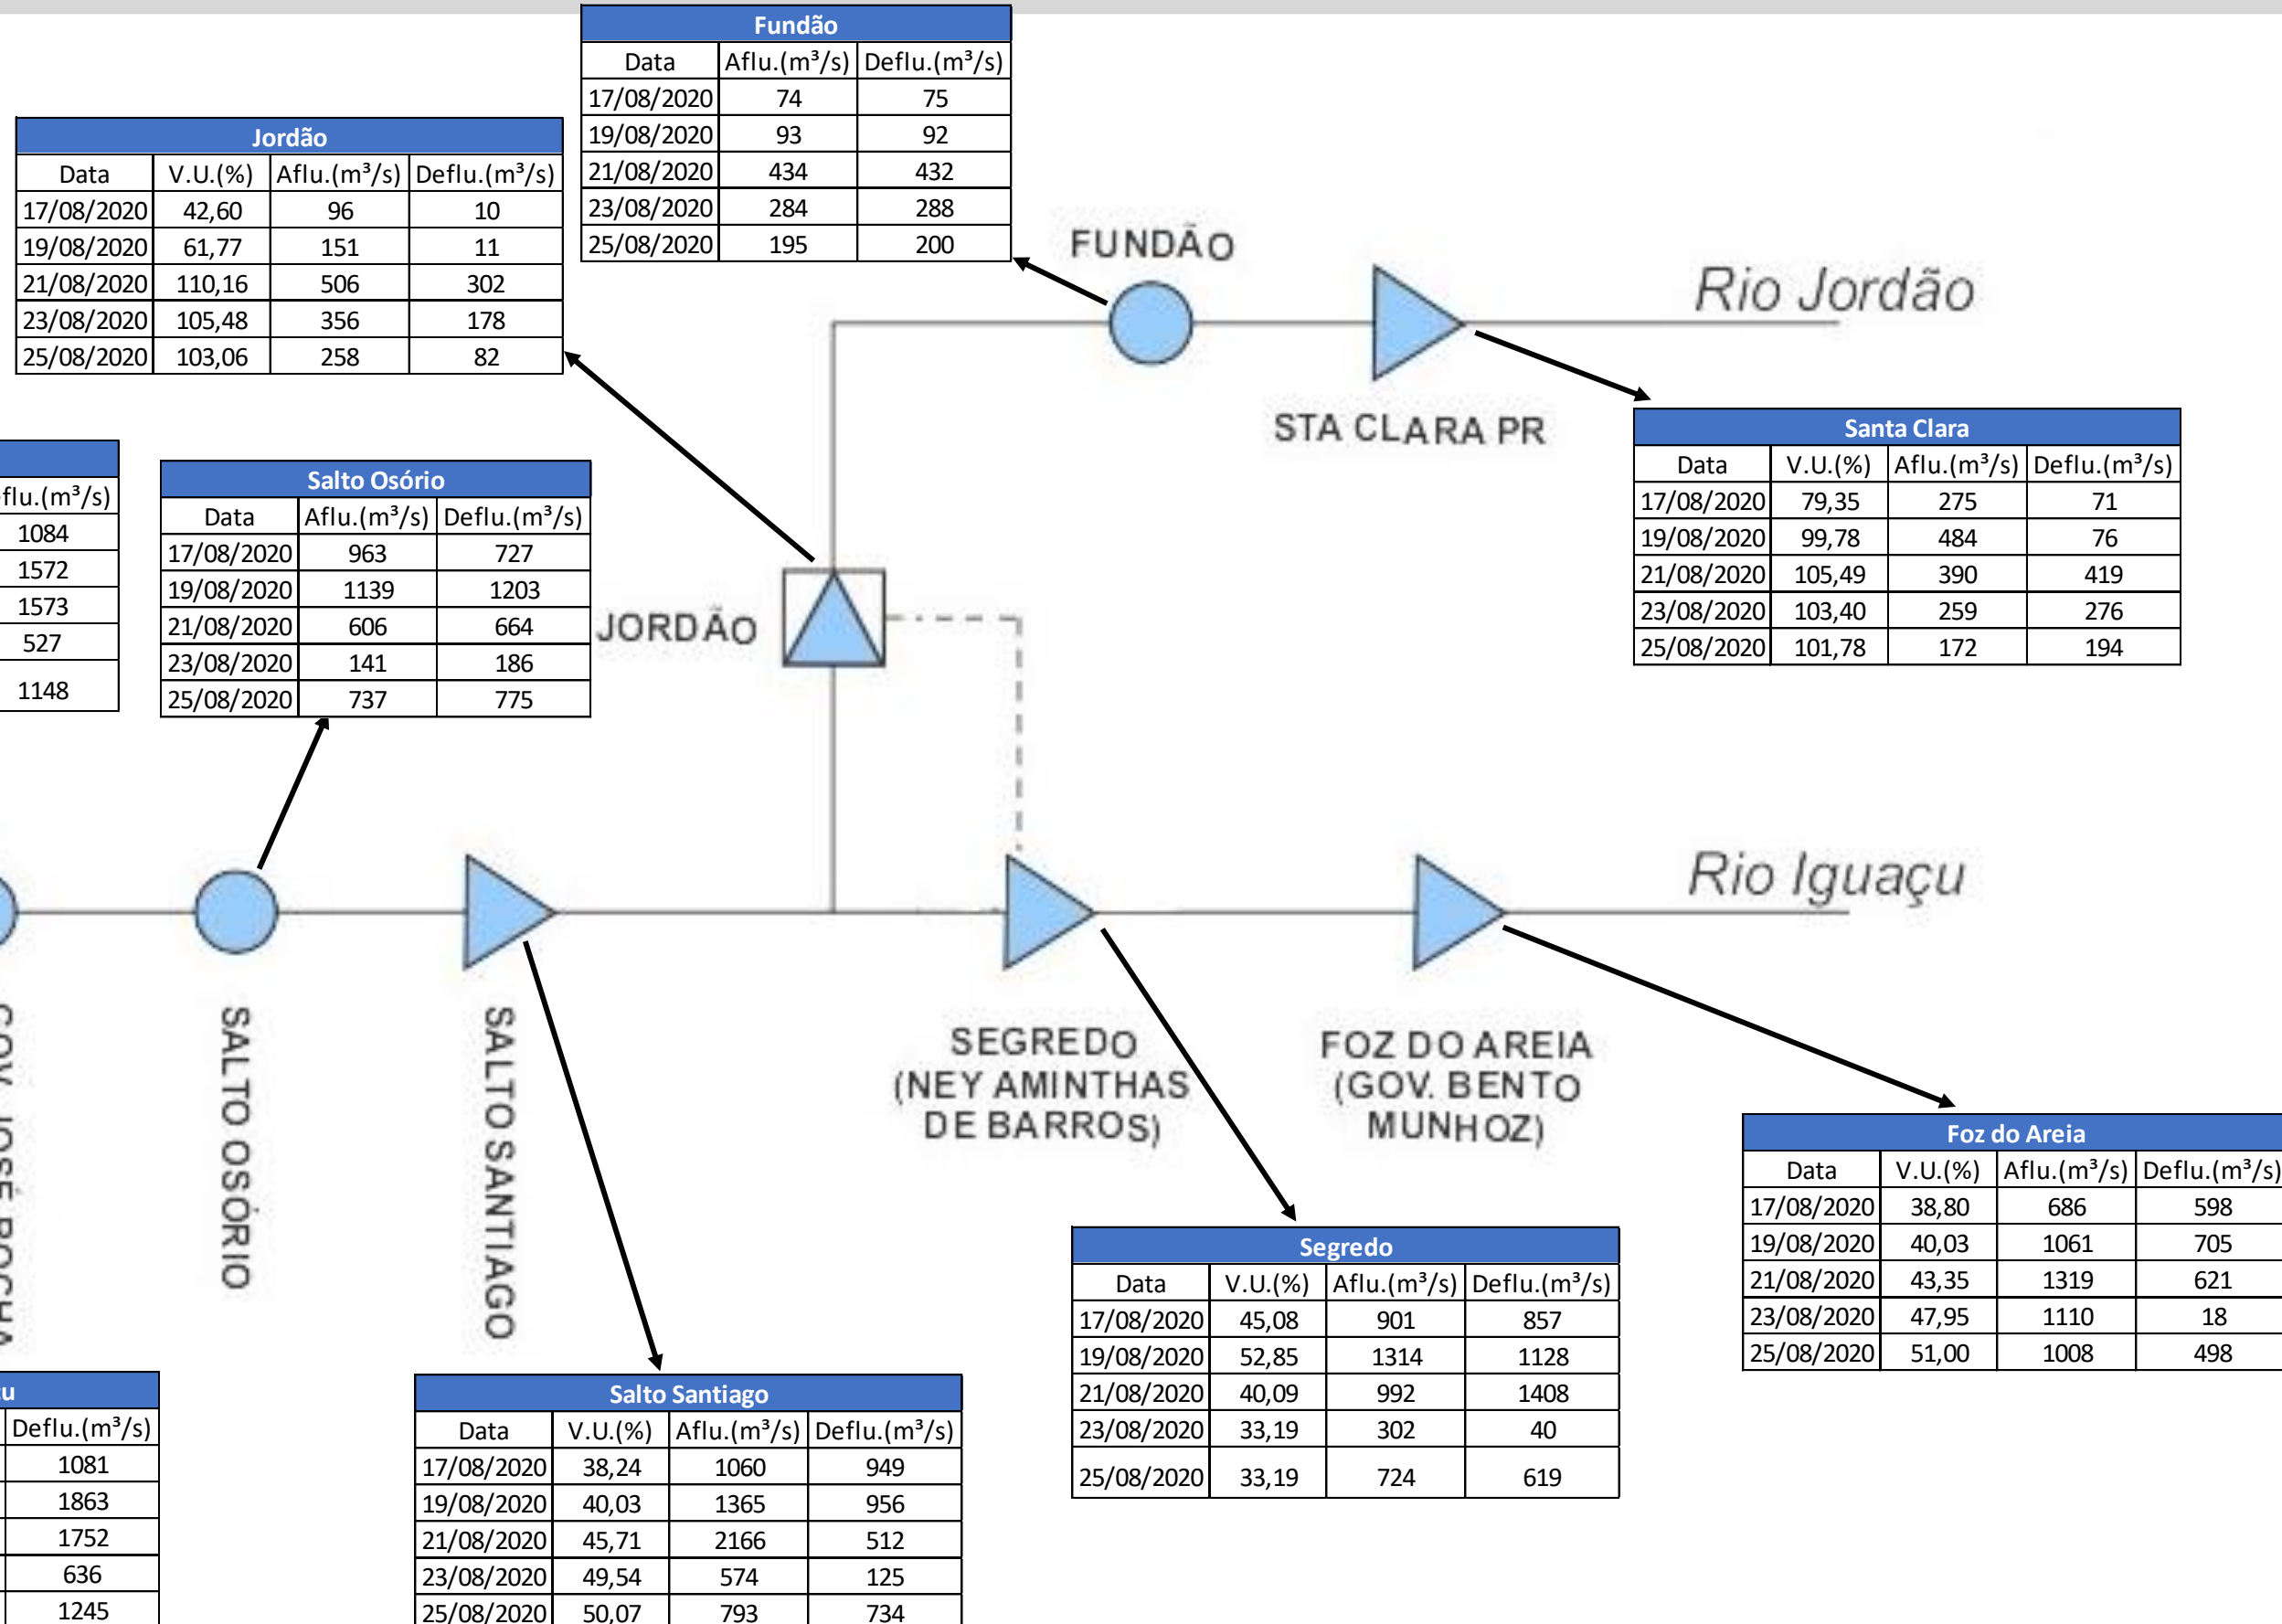 Fundão
Data Aflu.(m³/s) Deflu.(m³/s)
17/08/2020 74 75
19/08/2020 93 92
21/08/2020 434 432
23/08/2020 284 288
25/08/2020 195 200
Jordão
Data V.U.(%) Aflu.(m³/s) Deflu.(m³/s)
17/08/2020 42,60 96 10
19/08/2020 61,77 151 11
21/08/2020 110,16 506 302
23/08/2020 105,48 356 178
25/08/2020 103,06 258 82
FUNDÃO
Rio Jordão
STA CLARA PR
Santa Clara
Data V.U.(%) Aflu.(m³/s) Deflu.(m³/s)
17/08/2020 79,35 275 71
19/08/2020 99,78 484 76
21/08/2020 105,49 390 419
23/08/2020 103,40 259 276
25/08/2020 101,78 172 194
flu.(m³/s)
1084
1572
1573
527
1148
Salto Osório
Data Aflu.(m³/s) Deflu.(m³/s)
17/08/2020 963 727
19/08/2020 1139 1203
21/08/2020 606 664
23/08/2020 141 186
25/08/2020 737 775
JORDÃO
Rio Iguaçu
GOV. JOSÉ ROCHA
SALTO OSÓRIO
SALTO SANTIAGO
SEGREDO
(NEY AMINTHAS
DE BARROS)
FOZ DO AREIA
(GOV. BENTO
MUNHOZ)
Foz do Areia
Data V.U.(%) Aflu.(m³/s) Deflu.(m³/s)
17/08/2020 38,80 686 598
19/08/2020 40,03 1061 705
21/08/2020 43,35 1319 621
23/08/2020 47,95 1110 18
25/08/2020 51,00 1008 498
Segredo
Data V.U.(%) Aflu.(m³/s) Deflu.(m³/s)
17/08/2020 45,08 901 857
19/08/2020 52,85 1314 1128
21/08/2020 40,09 992 1408
23/08/2020 33,19 302 40
25/08/2020 33,19 724 619
Deflu.(m³/s)
1081
1863
1752
636
1245
Salto Santiago
Data V.U.(%) Aflu.(m³/s) Deflu.(m³/s)
17/08/2020 38,24 1060 949
19/08/2020 40,03 1365 956
21/08/2020 45,71 2166 512
23/08/2020 49,54 574 125
25/08/2020 50,07 793 734